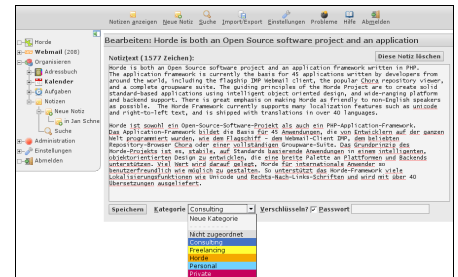 Notizen anzeigen Neue Notiz Suche Import/Export Einstellungen Probleme Hilfe Abmelden
Horde
Webmail (208)
Organisieren
Adressbuch
Kalender
Aufgaben
Notizen
Neue Notiz
in Jan Schne
Suche
Administration
Einstellungen
Abmelden
Bearbeiten: Horde is both an Open Source software project and an application
Notiztext (1577 Zeichen):
Diese Notiz löschen
Horde is both an Open Source software project and an application framework written in PHP.
The application framework is currently the basis for 45 applications written by developers from
around the world, including the flagship IMP Webmail client, the popular Chora repository viewer,
and a complete groupware suite. The guiding principles of the Horde Project are to create solid
standard-based applications using intelligent object oriented design, and wide-ranging platform
and backend support. There is great emphasis on making Horde as friendly to non-English speakers
as possible. The Horde Framework currently supports many localization features such as unicode
and right-to-left text, and is shipped with translations in over 40 languages.
Horde ist sowohl ein Open-Source-Software-Projekt als auch ein PHP-Application-Framework.
Das Application-Framework bildet die Basis für 45 Anwendungen, die von Entwicklern auf der ganzen
Welt programmiert wurden, wie dem Flagschiff - dem Webmail-Client IMP, dem beliebten
Repository-Browser Chora oder einer vollständigen Groupware-Suite. Das Grundprinzip des
Horde-Projekts ist es, stabile, auf Standards basierende Anwendungen in einem intelligenten,
objektorientierten Design zu entwickeln, die eine breite Palette an Plattformen und Backends
unterstützen. Viel Wert wird darauf gelegt, Horde für internationale Anwender so
benutzerfreundlich wie möglich zu gestalten. So unterstützt das Horde-Framework viele
Lokalisierungsfunktionen wie Unicode und Rechts-Nach-Links-Schriften und wird mit über 40
Übersetzungen ausgeliefert.
Speichern Kategorie Consulting Verschlüsseln? Passwort
Neue Kategorie
Nicht zugeordnet
Consulting
Freelancing
Horde
Personal
Private